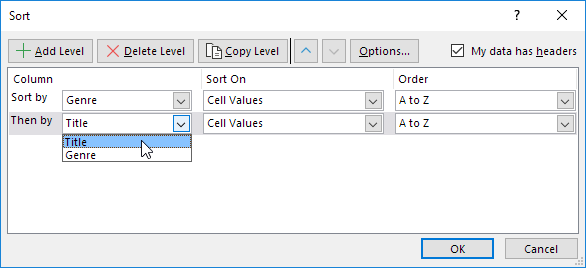 Sort
?
Add Level Delete Level Copy Level Options... My data has headers
Column Sort On Order
Sort by Genre Cell Values A to Z
Then by Title Cell Values A to Z
Title
Genre
OK Cancel